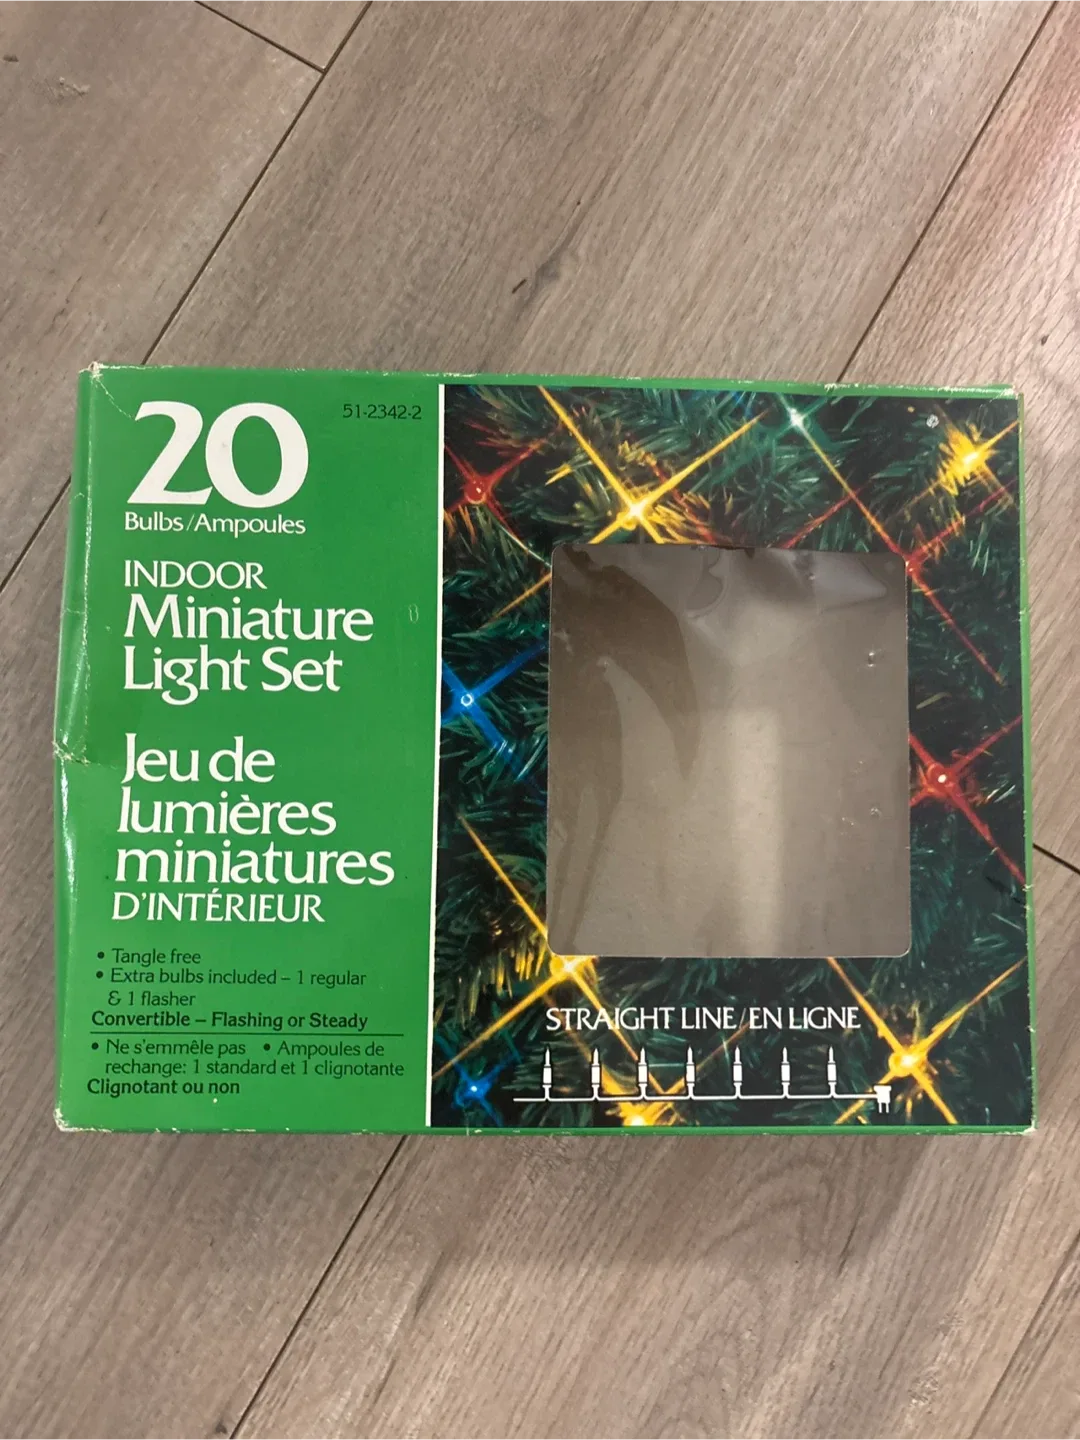 20
51-2342-2
Bulbs/Ampoules
INDOOR
Miniature
Light Set
Jeu de
lumières
miniatures
D'INTÉRIEUR
• Tangle free
• Extra bulbs included – 1 regular
& 1 flasher
Convertible – Flashing or Steady
• Ne s'emmêle pas • Ampoules de
rechange: 1 standard et 1 clignotante
Clignotant ou non
STRAIGHT LINE/EN LIGNE